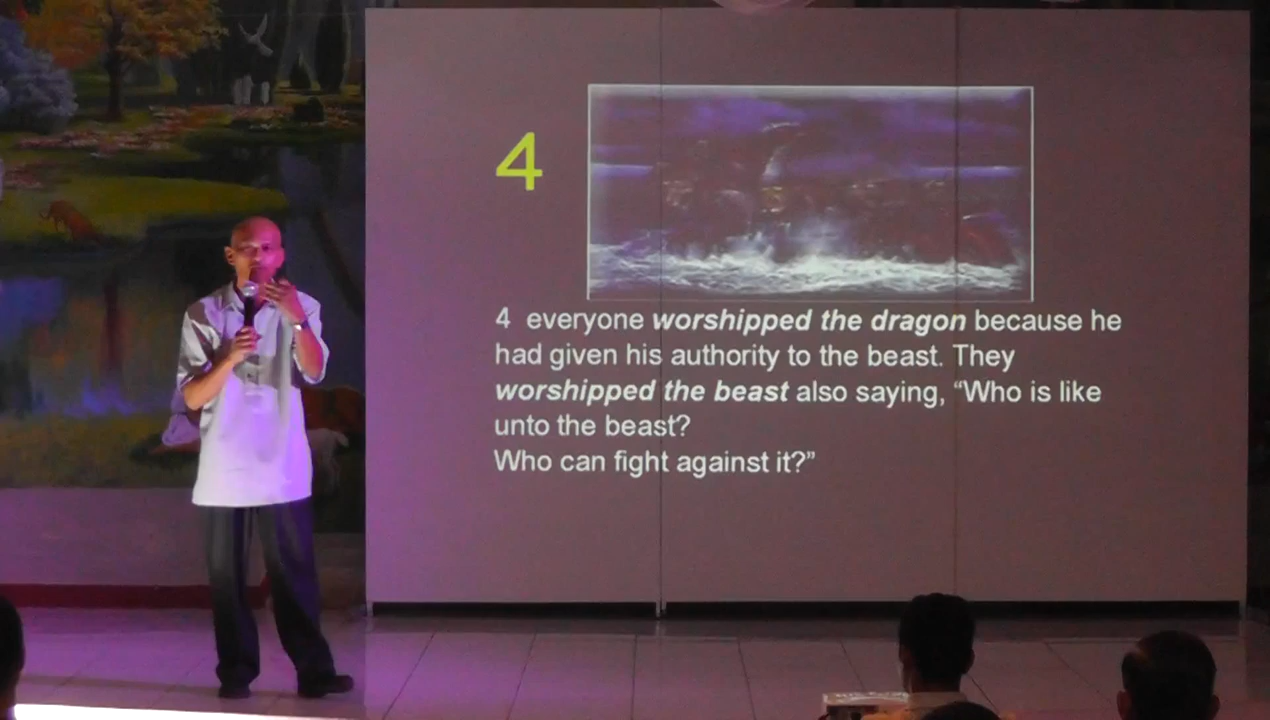 4
4 everyone worshipped the dragon because he
had given his authority to the beast. They
worshipped the beast also saying, “Who is like
unto the beast?
Who can fight against it?”